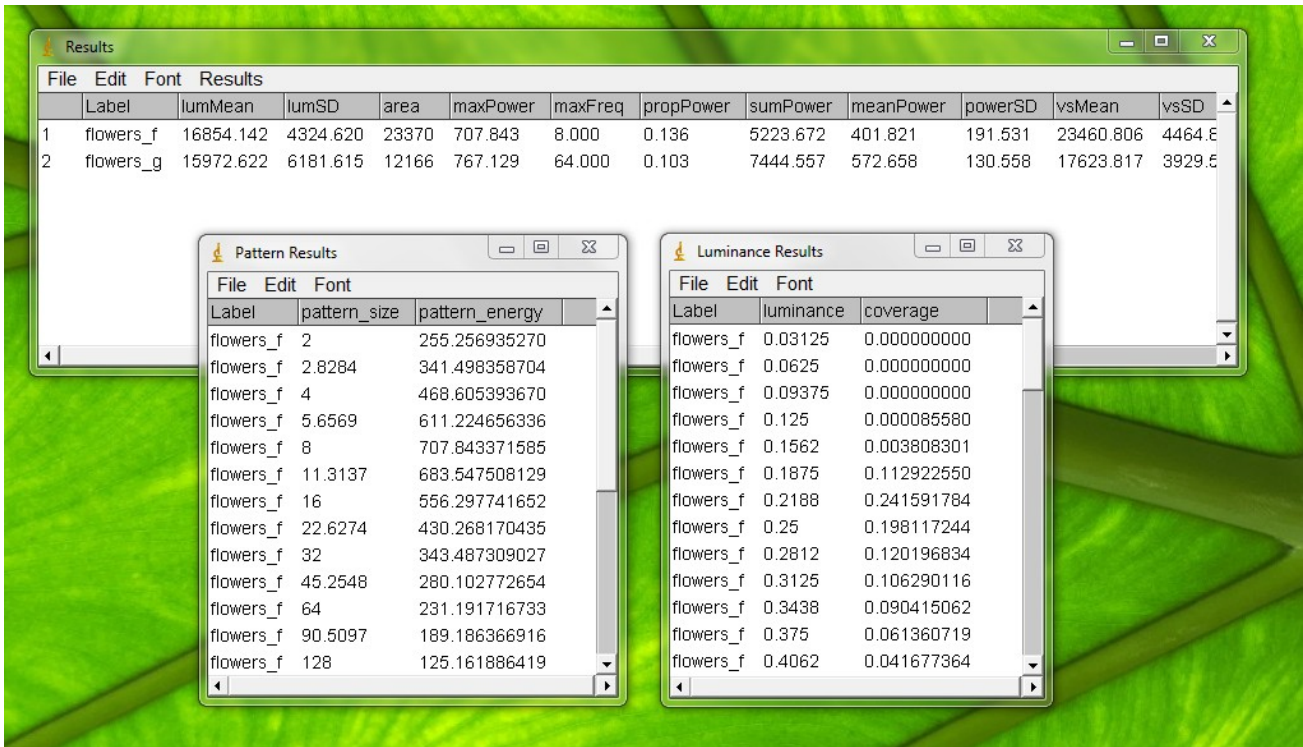 Results
File Edit Font Results
Label lumMean lumSD area maxPower maxFreq propPower sumPower meanPower powerSD vsMean vsSD
1 flowers_f 16854.142 4324.620 23370 707.843 8.000 0.136 5223.672 401.821 191.531 23460.806
2 flowers_g 15972.622 6181.615 12166 767.129 64.000 0.103 7444.557 572.658 130.558 17623.817
Pattern Results
File Edit Font
Label pattern_size pattern_energy
flowers_f 2 255.256935270
flowers_f 2.8284 341.498358704
flowers_f 4 468.605393670
flowers_f 5.6569 611.224656336
flowers_f 8 707.843371585
flowers_f 11.3137 683.547508129
flowers_f 16 556.297741652
flowers_f 22.6274 430.268170435
flowers_f 32 343.487309027
flowers_f 45.2548 280.102772654
flowers_f 64 231.191716733
flowers_f 90.5097 189.186366916
flowers_f 128 125.161886419
Luminance Results
File Edit Font
Label luminance coverage
flowers_f 0.03125 0.000000000
flowers_f 0.0625 0.000000000
flowers_f 0.09375 0.000000000
flowers_f 0.125 0.000085580
flowers_f 0.1562 0.003808301
flowers_f 0.1875 0.112922550
flowers_f 0.2188 0.241591784
flowers_f 0.25 0.198117244
flowers_f 0.2812 0.120196834
flowers_f 0.3125 0.106290116
flowers_f 0.3438 0.090415062
flowers_f 0.375 0.061360719
flowers_f 0.4062 0.041677364